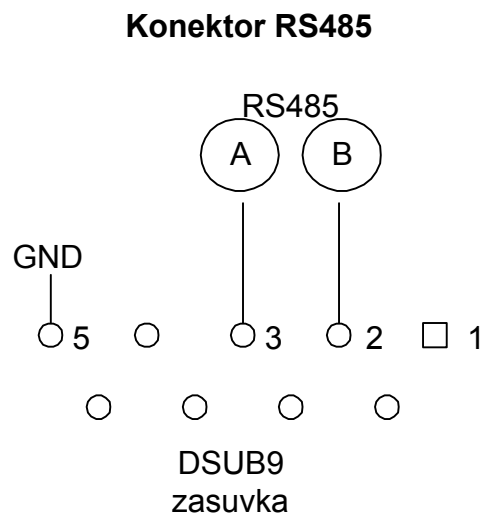 Konektor RS485
RS485
A B
GND
5 3 2 1
DSUB9
zasuvka